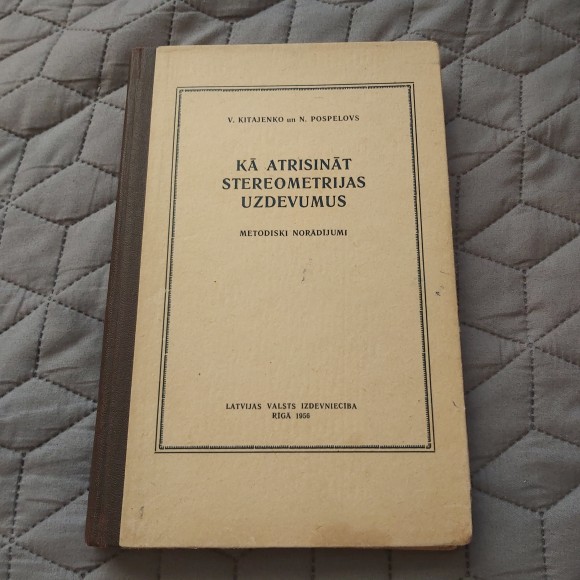 V. KITAJENKO un N. POSPELOVS
KĀ ATRISINĀT
STEREOMETRIJAS
UZDEVUMUS
METODISKI NORĀDĪJUMI
LATVIJAS VALSTS IZDEVNIECĪBA
RĪGĀ 1956